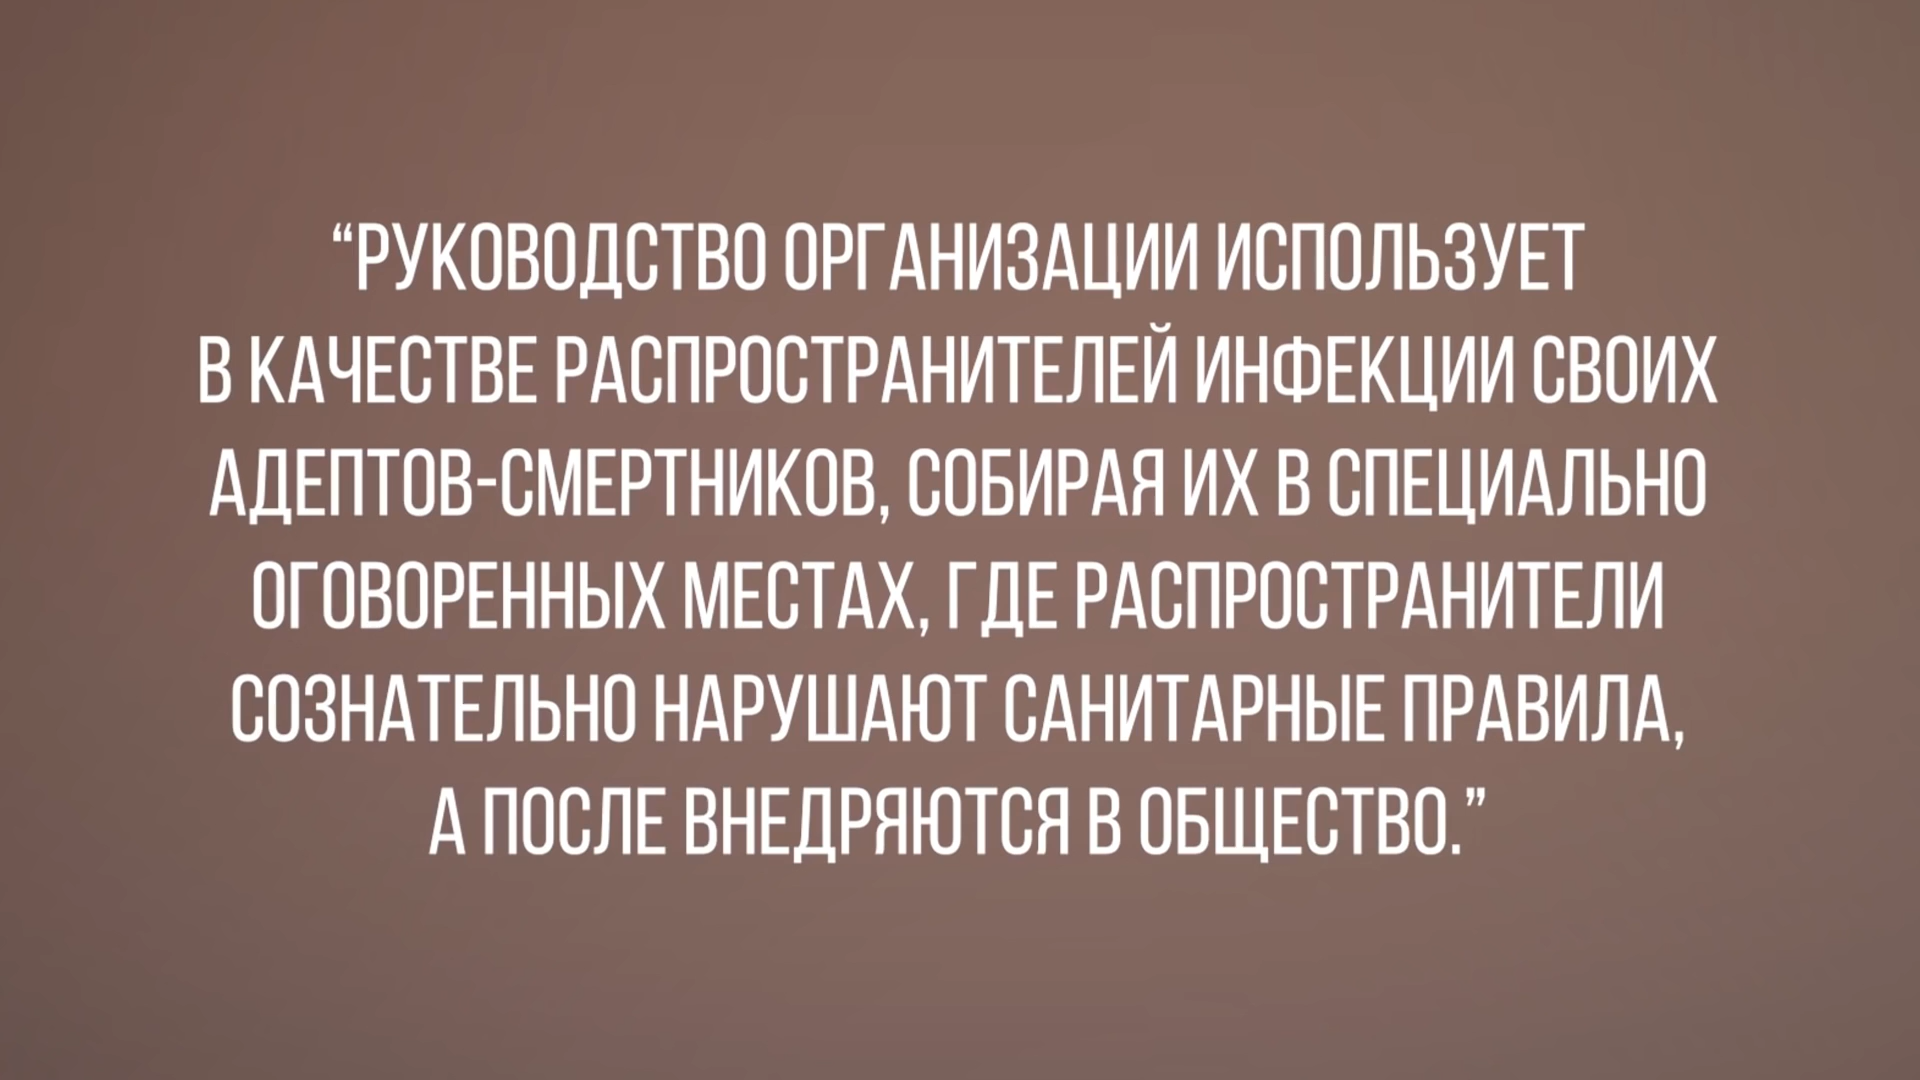 “РУКОВОДСТВО ОРГАНИЗАЦИИ ИСПОЛЬЗУЕТ
В КАЧЕСТВЕ РАСПРОСТРАНИТЕЛЕЙ ИНФЕКЦИИ СВОИХ
АДЕПТОВ-СМЕРТНИКОВ, СОБИРАЯ ИХ В СПЕЦИАЛЬНО
ОГОВОРЕННЫХ МЕСТАХ, ГДЕ РАСПРОСТРАНИТЕЛИ
СОЗНАТЕЛЬНО НАРУШАЮТ САНИТАРНЫЕ ПРАВИЛА,
А ПОСЛЕ ВНЕДРЯЮТСЯ В ОБЩЕСТВО.”